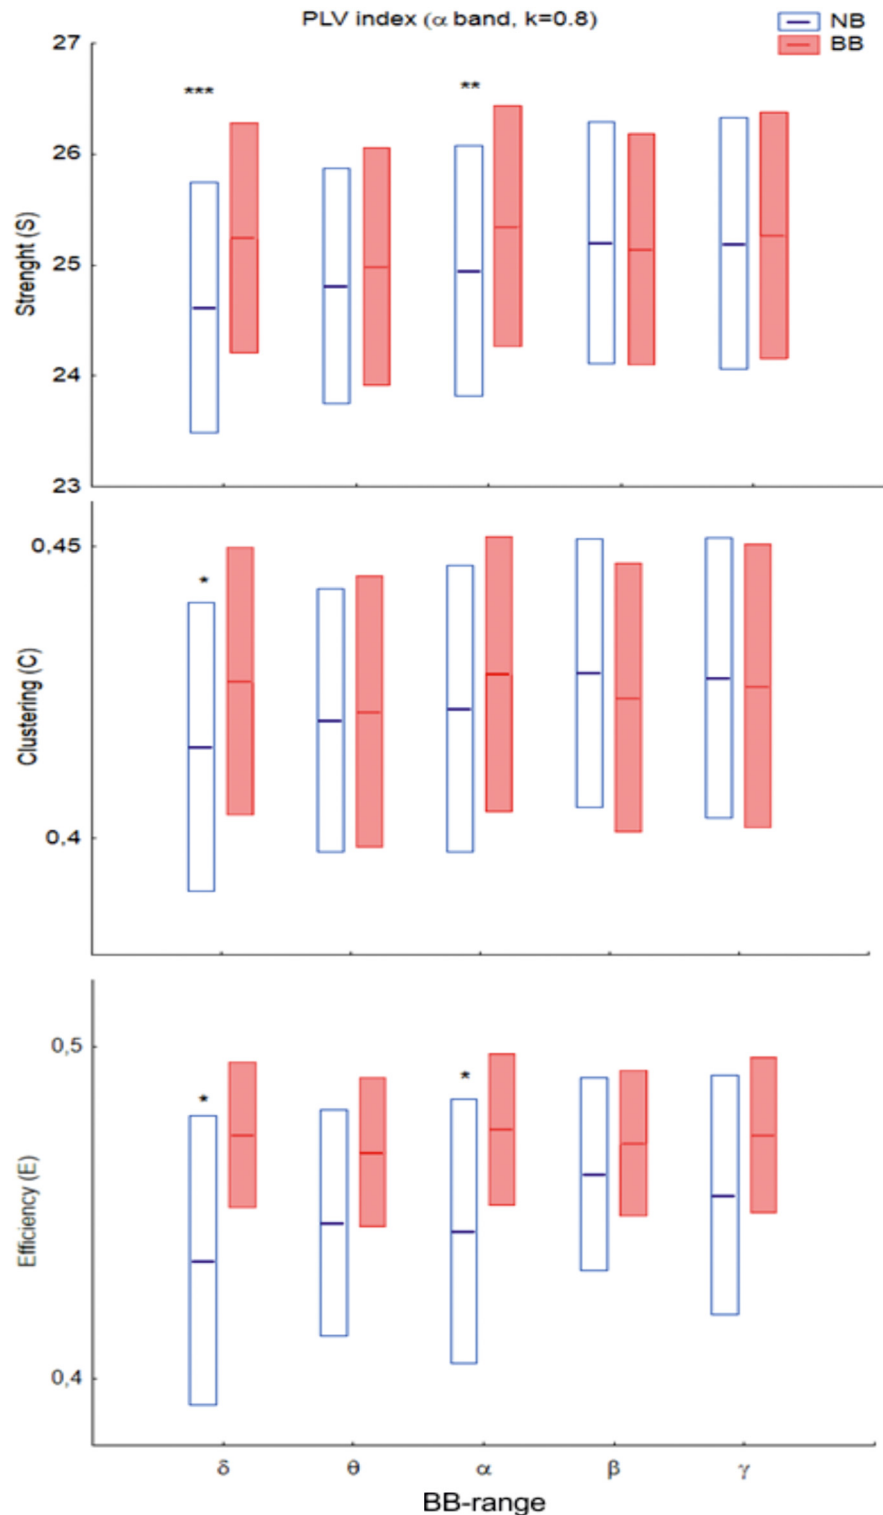 PLV index (α band, k=0.8)
NB
BB
27
26
25
24
23
Strenght (S)
*** **
0,45
0,4
Clustering (C)
*
0,5
0,4
Efficiency (E)
* *
δ θ α β γ
BB-range